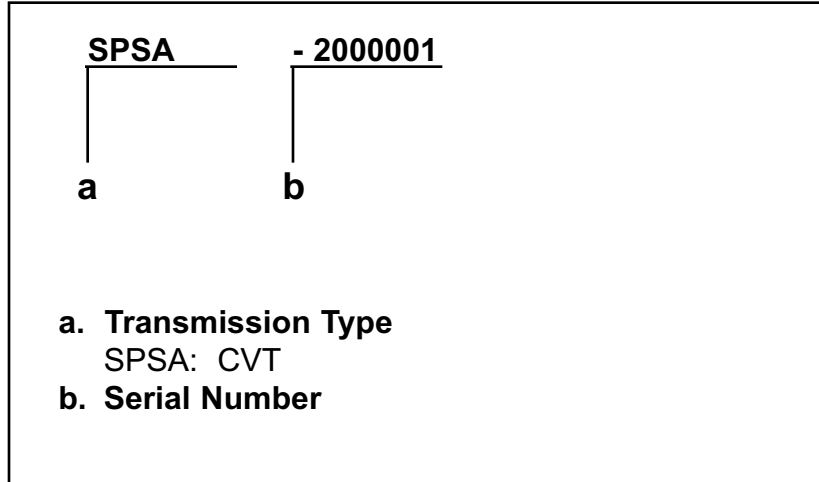 SPSA - 2000001
a b
a. Transmission Type
SPSA: CVT
b. Serial Number